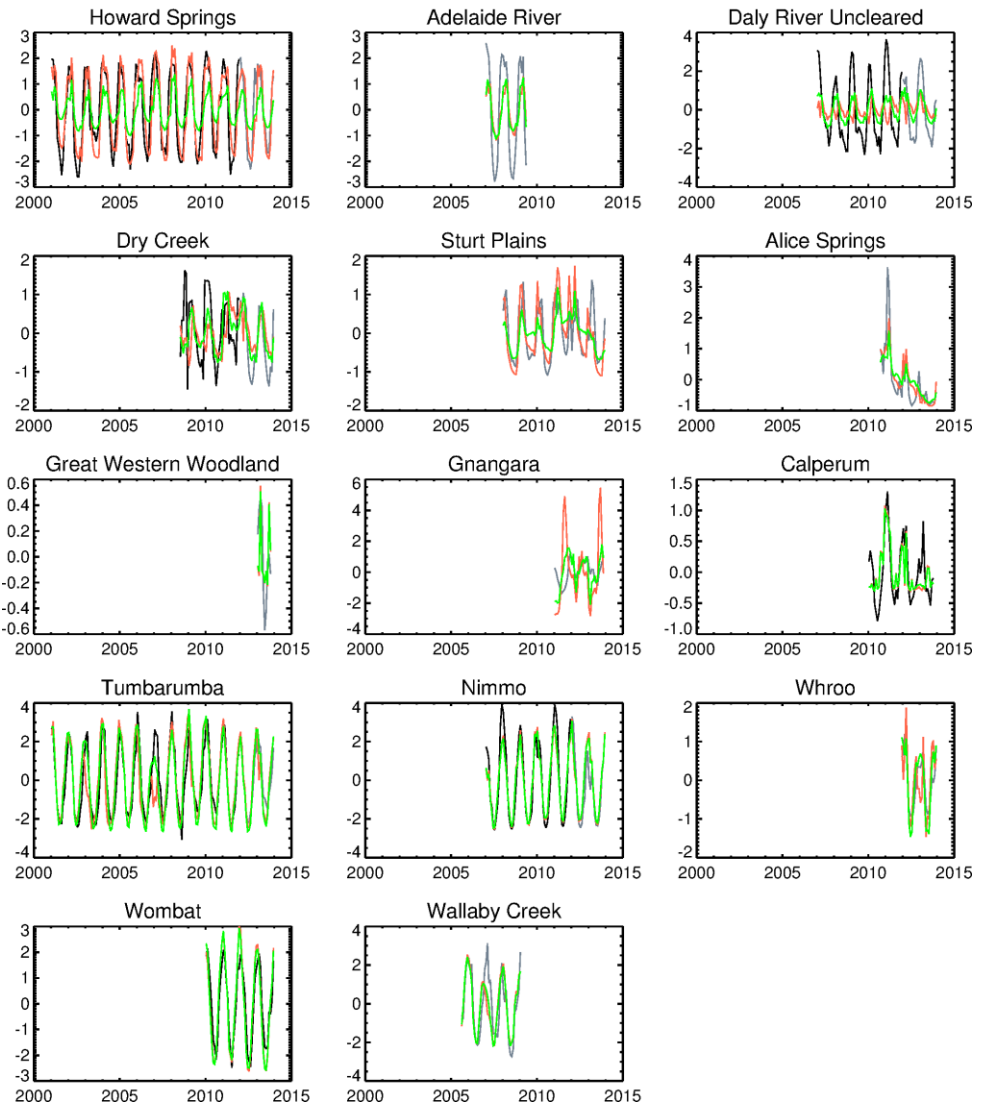 Howard Springs
3
2
1
0
-1
-2
-3
2000 2005 2010 2015
Adelaide River
3
2
1
0
-1
-2
-3
2000 2005 2010 2015
Daly River Uncleared
4
2
0
-2
-4
2000 2005 2010 2015
Dry Creek
2
1
0
-1
-2
2000 2005 2010 2015
Sturt Plains
2
1
0
-1
-2
2000 2005 2010 2015
Alice Springs
4
3
2
1
0
-1
2000 2005 2010 2015
Great Western Woodland
0.6
0.4
0.2
0.0
-0.2
-0.4
-0.6
2000 2005 2010 2015
Gnangara
6
4
2
0
-2
-4
2000 2005 2010 2015
Calperum
1.5
1.0
0.5
0.0
-0.5
-1.0
2000 2005 2010 2015
Tumbarumba
4
2
0
-2
-4
2000 2005 2010 2015
Nimmo
4
2
0
-2
-4
2000 2005 2010 2015
Whroo
2
1
0
-1
-2
2000 2005 2010 2015
Wombat
3
2
1
0
-1
-2
-3
2000 2005 2010 2015
Wallaby Creek
4
2
0
-2
-4
2000 2005 2010 2015